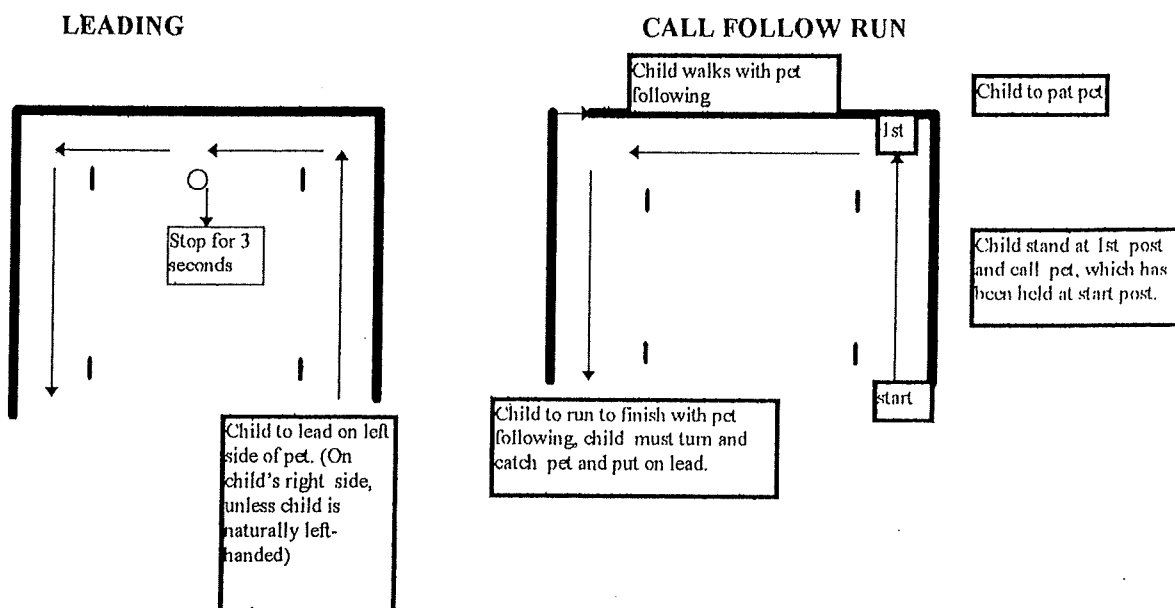 LEADING
Stop for 3
seconds
Child to lead on left
side of pet. (On
child's right side,
unless child is
naturally left-
handed)
CALL FOLLOW RUN
Child walks with pet
following
Child to pat pet
1st
Child stand at 1st post
and call pet, which has
been held at start post.
start
Child to run to finish with pet
following, child must turn and
catch pet and put on lead.